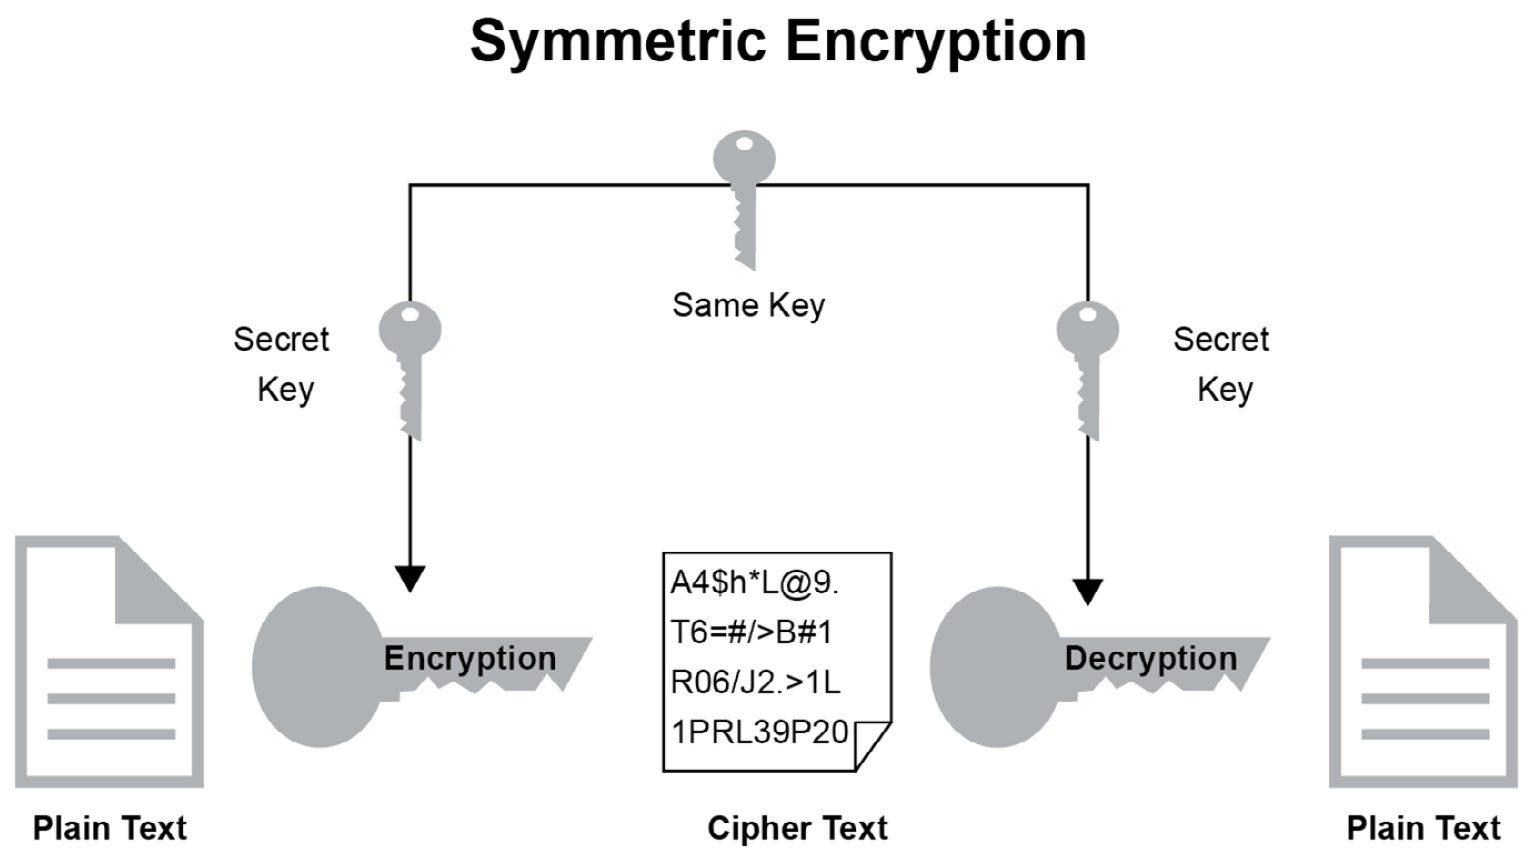 Symmetric Encryption
Same Key
Secret
Key
Secret
Key
Encryption
A4$h*L@9.
T6=#/>B#1
R06/J2.>1L
1PRL39P20
Decryption
Plain Text
Cipher Text
Plain Text